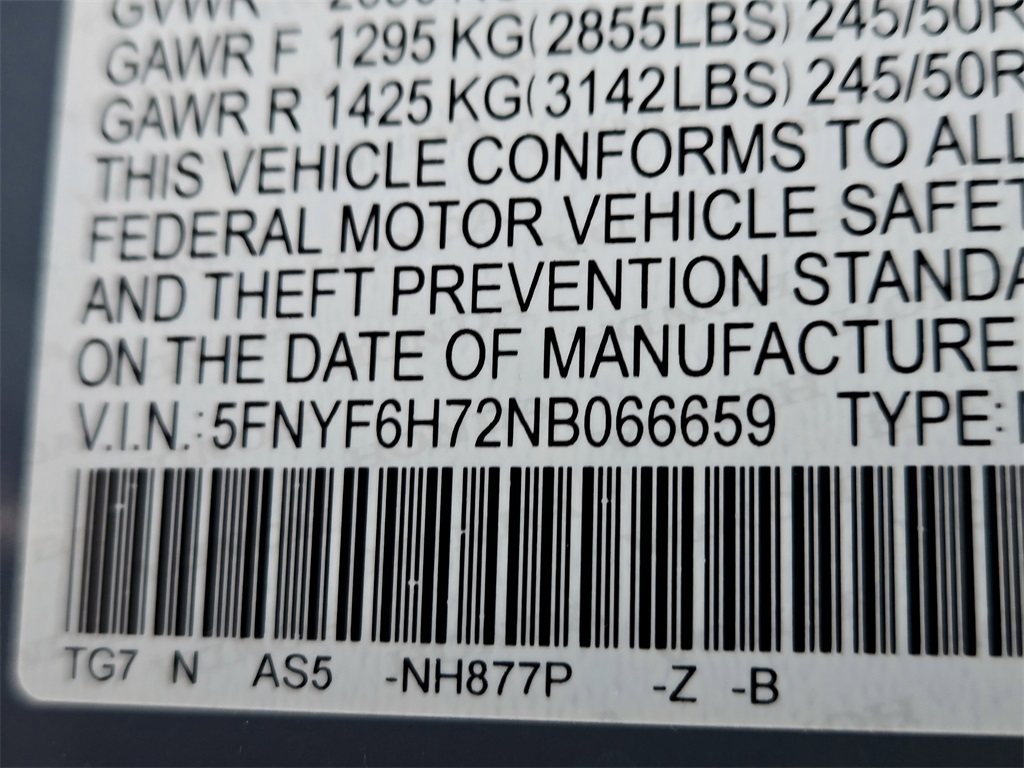 GVWR
GAWR F 1295 KG(2855LBS) 245/50R
GAWR R 1425 KG(3142LBS) 245/50R
THIS VEHICLE CONFORMS TO ALL
FEDERAL MOTOR VEHICLE SAFET
AND THEFT PREVENTION STANDA
ON THE DATE OF MANUFACTURE
V.I.N.: 5FNYF6H72NB066659 TYPE:
TG7 N AS5 -NH877P -Z -B